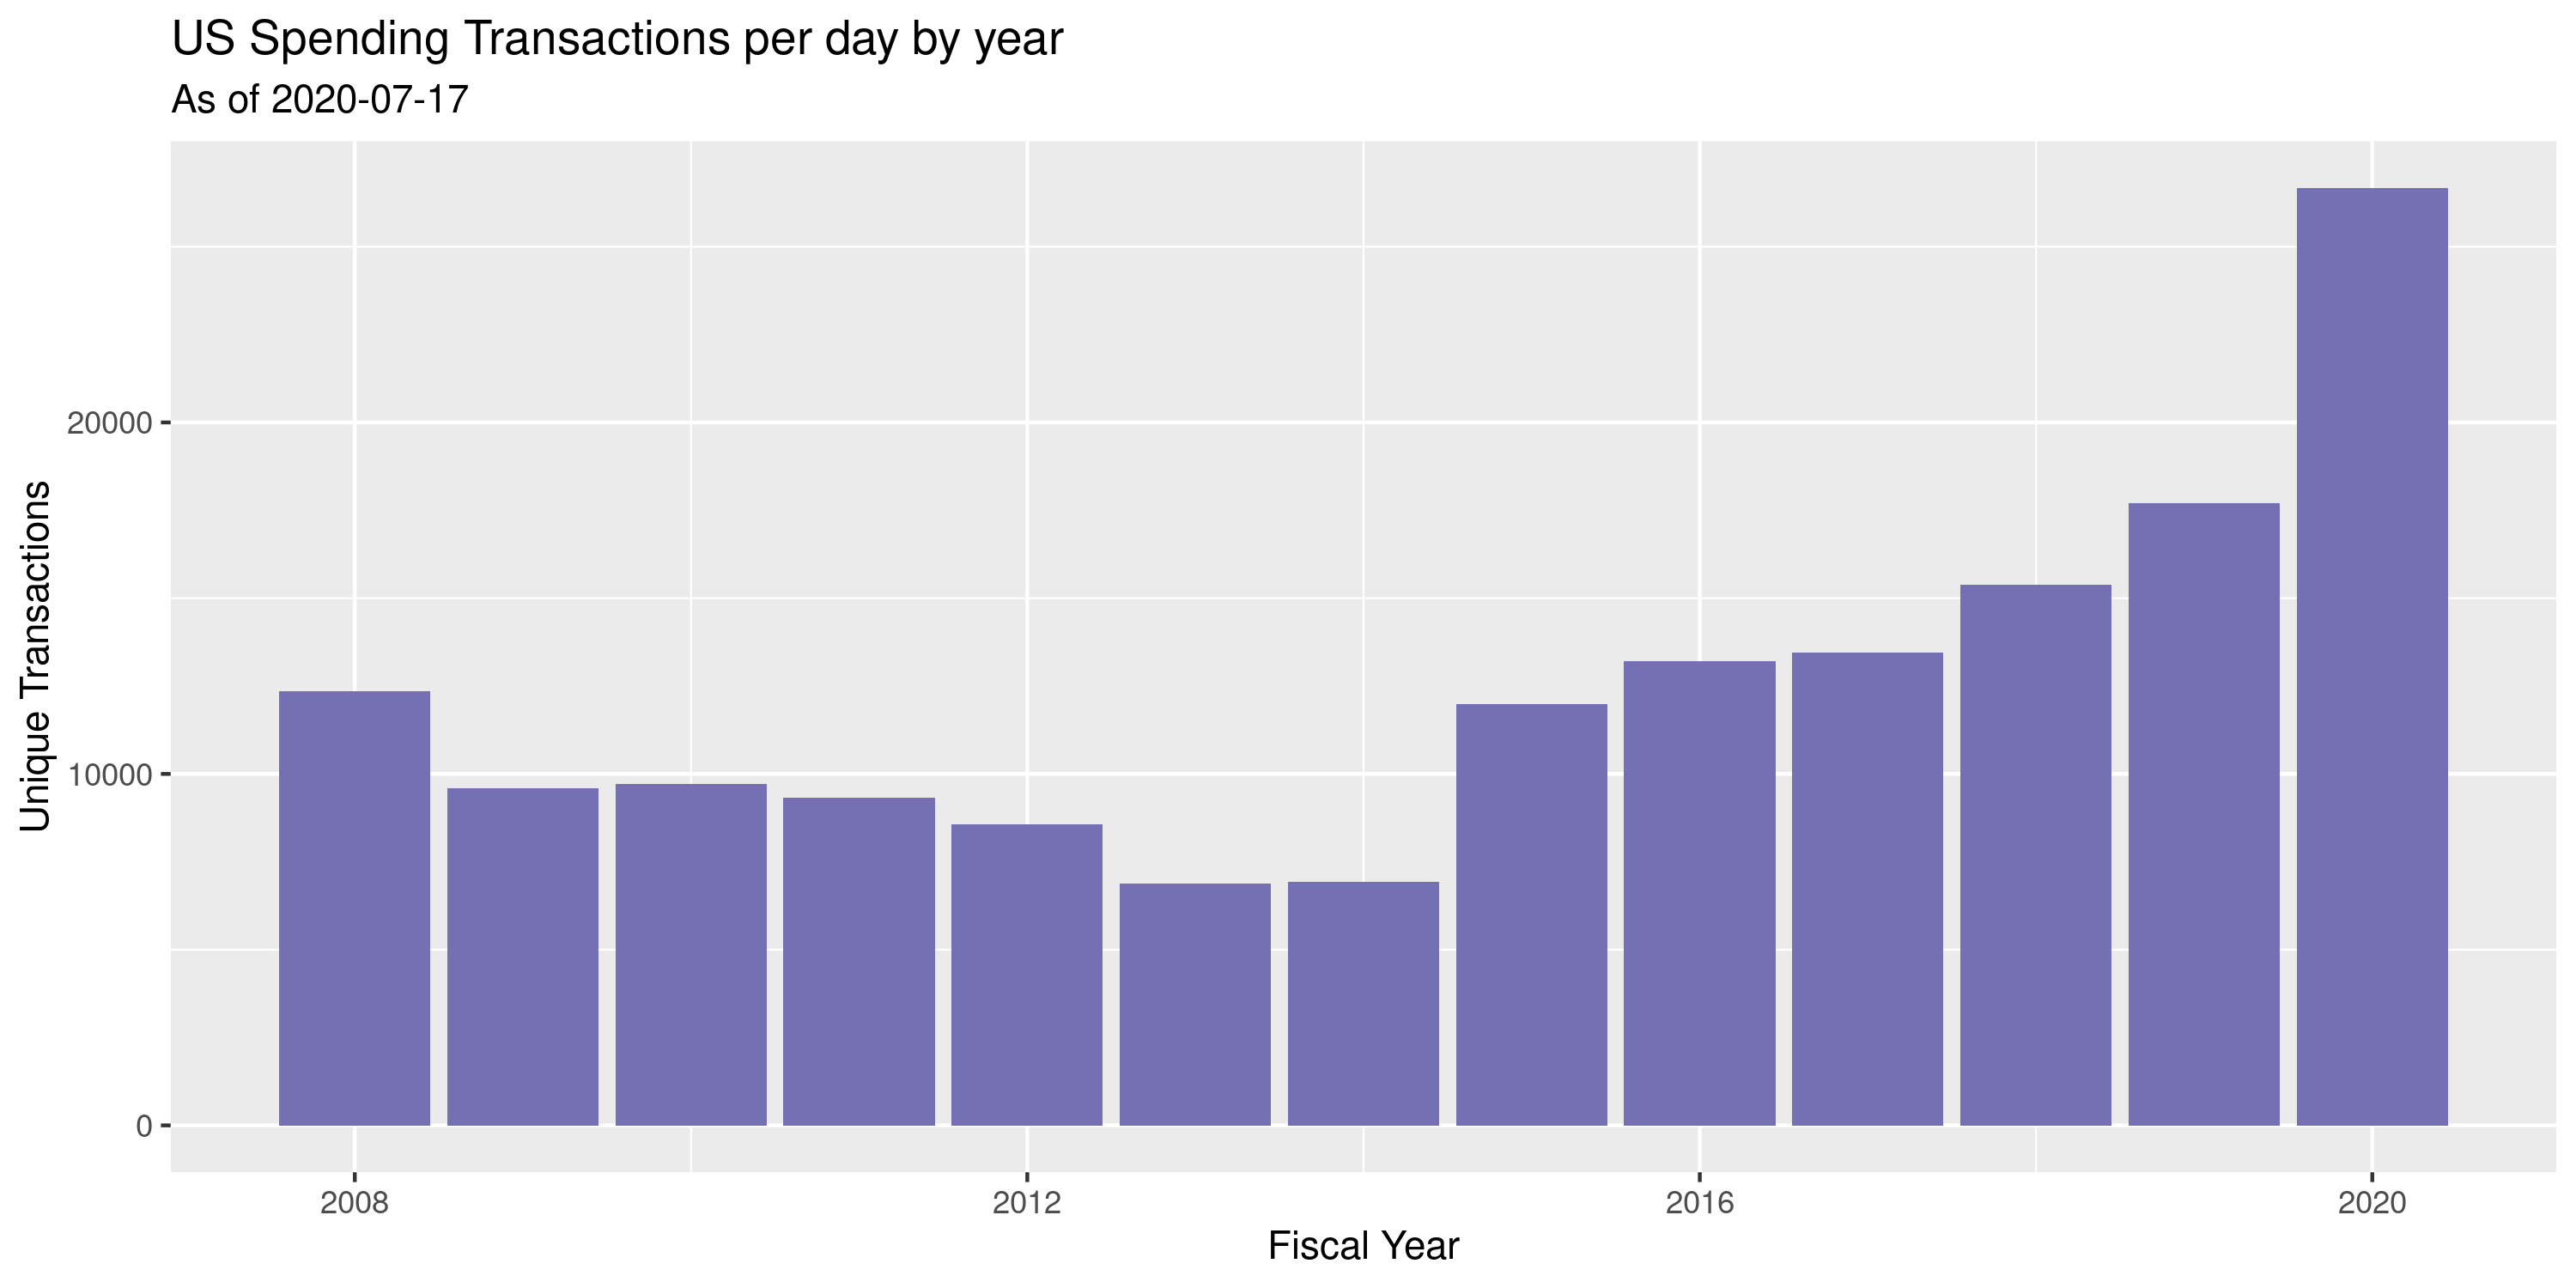 US Spending Transactions per day by year
As of 2020-07-17
Unique Transactions
20000
10000
0
2008
2012
2016
2020
Fiscal Year